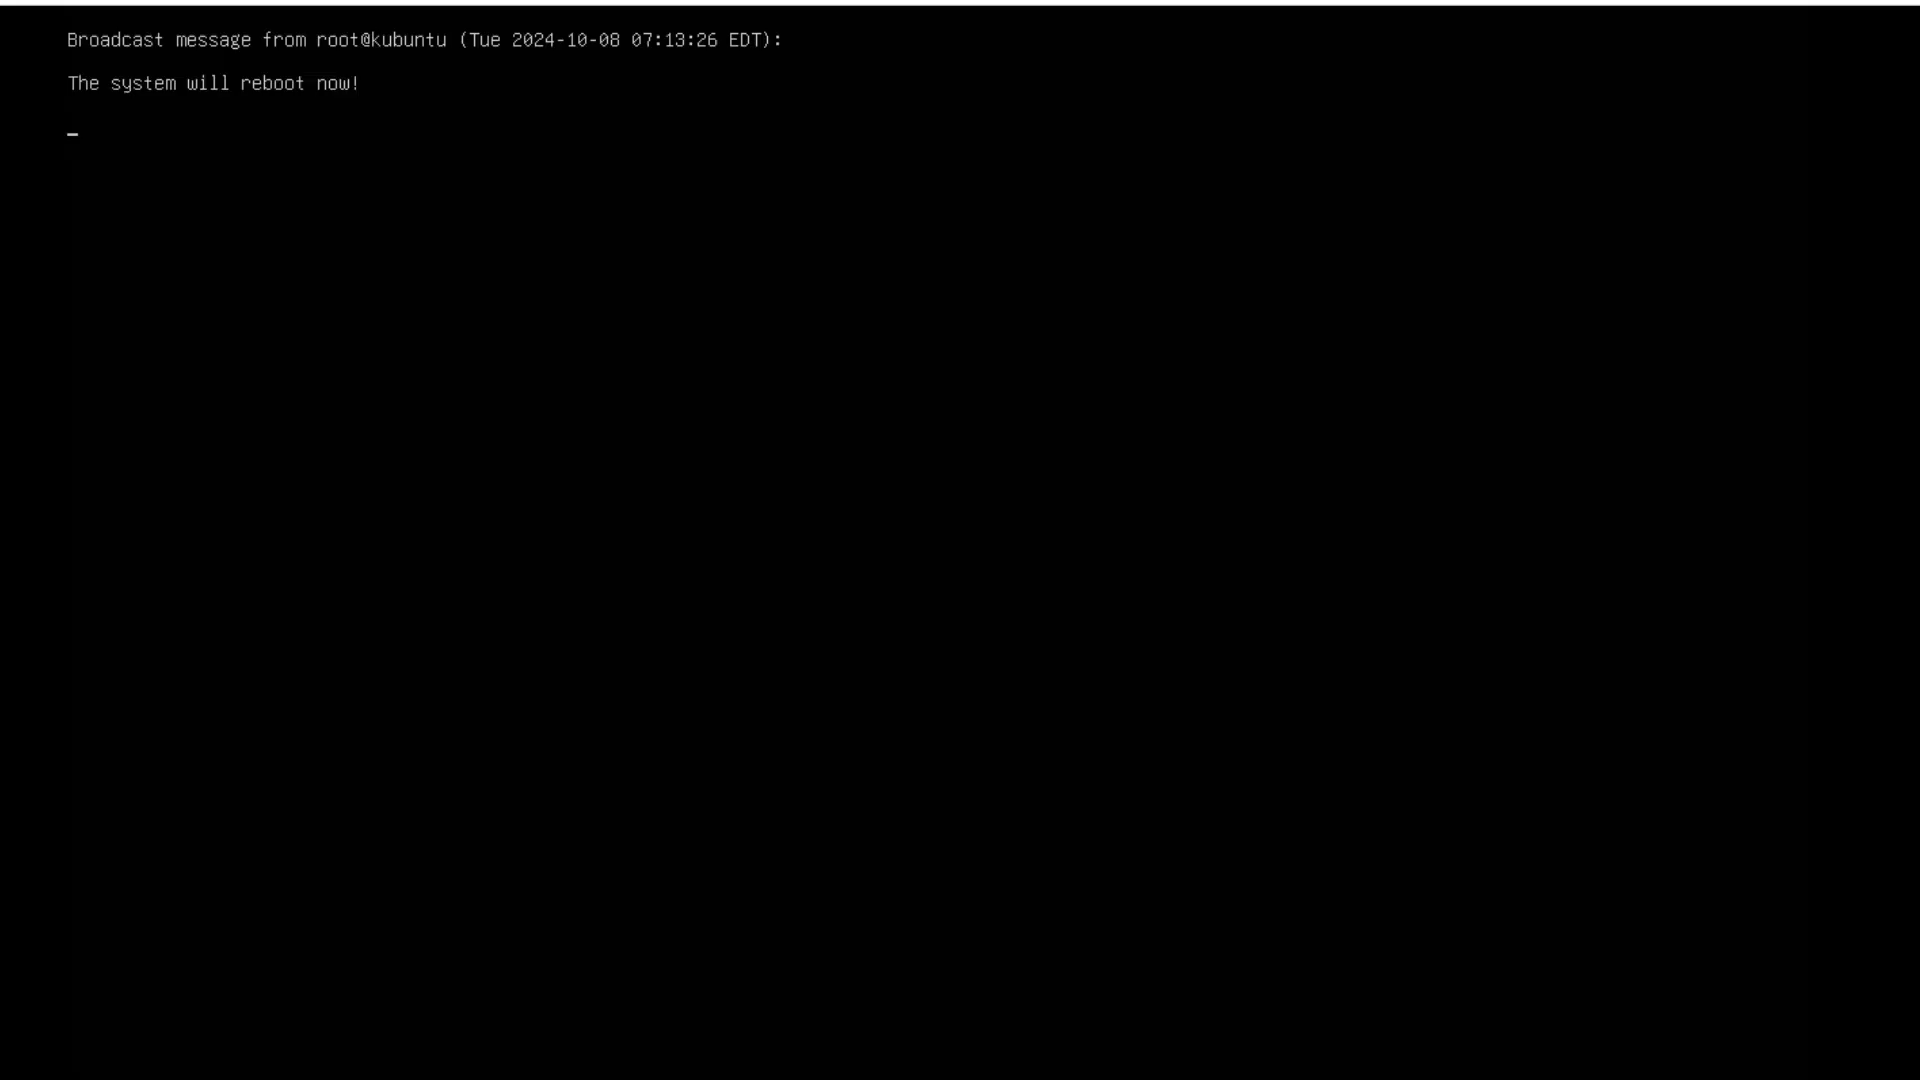 Broadcast message from root@kubuntu (Tue 2024-10-08 07:13:26 EDT):
The system will reboot now!